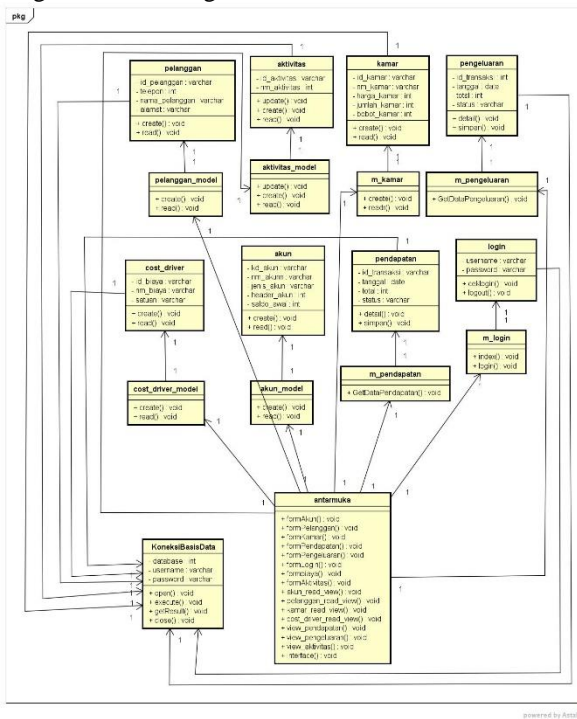 pkg
pelanggan
id_pelanggan : varchar
- telepon : int
- nama_pelanggan : varchar
alamat : varchar
+ create() : void
+ read() : void
aktivitas
- id_aktivitas : varchar
- nm_aktivitas : int
+ update() : void
+ create() : void
+ read() : void
kamar
- id_kamar : varchar
- nm_kamar : varchar
- harga_kamar : int
- jumlah_kamar : int
- bobot_kamar : int
+ create() : void
+ read() : void
pengeluaran
- id_transaksi : int
- tanggal : date
total : int
- status : varchar
+ detail() : void
+ simpan() : void
pelanggan_model
+ create() : void
+ read() : void
aktivitas_model
+ update() : void
+ create() : void
+ read() : void
m_kamar
+ create() : void
+ read() : void
m_pengeluaran
+ GetDataPengeluaran() : void
cost_driver
- id_biaya : varchar
- nm_biaya : varchar
- satuan : varchar
+ create() : void
+ read() : void
akun
- kd_akun : varchar
- nm_akun : varchar
- jenis_akun : varchar
- header_akun : int
- saldo_awal : int
+ create() : void
+ read() : void
pendapatan
- id_transaksi : varchar
- tanggal : date
- total : int
- status : varchar
+ detail() : void
+ simpan() : void
login
- username : varchar
- password : varchar
+ ceklogin() : void
+ logout() : void
m_login
+ index() : void
+ login() : void
cost_driver_model
+ create() : void
+ read() : void
akun_model
+ create() : void
+ read() : void
m_pendapatan
+ GetDataPendapatan() : void
antarmuka
+ formAkun() : void
+ formPelanggan() : void
+ formKamar() : void
+ formPendapatan() : void
+ formPengeluaran() : void
+ formLogin() : void
+ formbiaya() : void
+ formAktivitas() : void
+ akun_read_view() : void
+ pelanggan_read_view() : void
+ kamar_read_view() : void
+ cost_driver_read_view() : void
+ view_pendapatan() : void
+ view_pengeluaran() : void
+ view_aktivitas() : void
+ interface() : void
KoneksiBasisData
database : int
- username : varchar
- password : varchar
+ open() : void
+ execute() : void
+ getResult() : void
+ close() : void
powered by